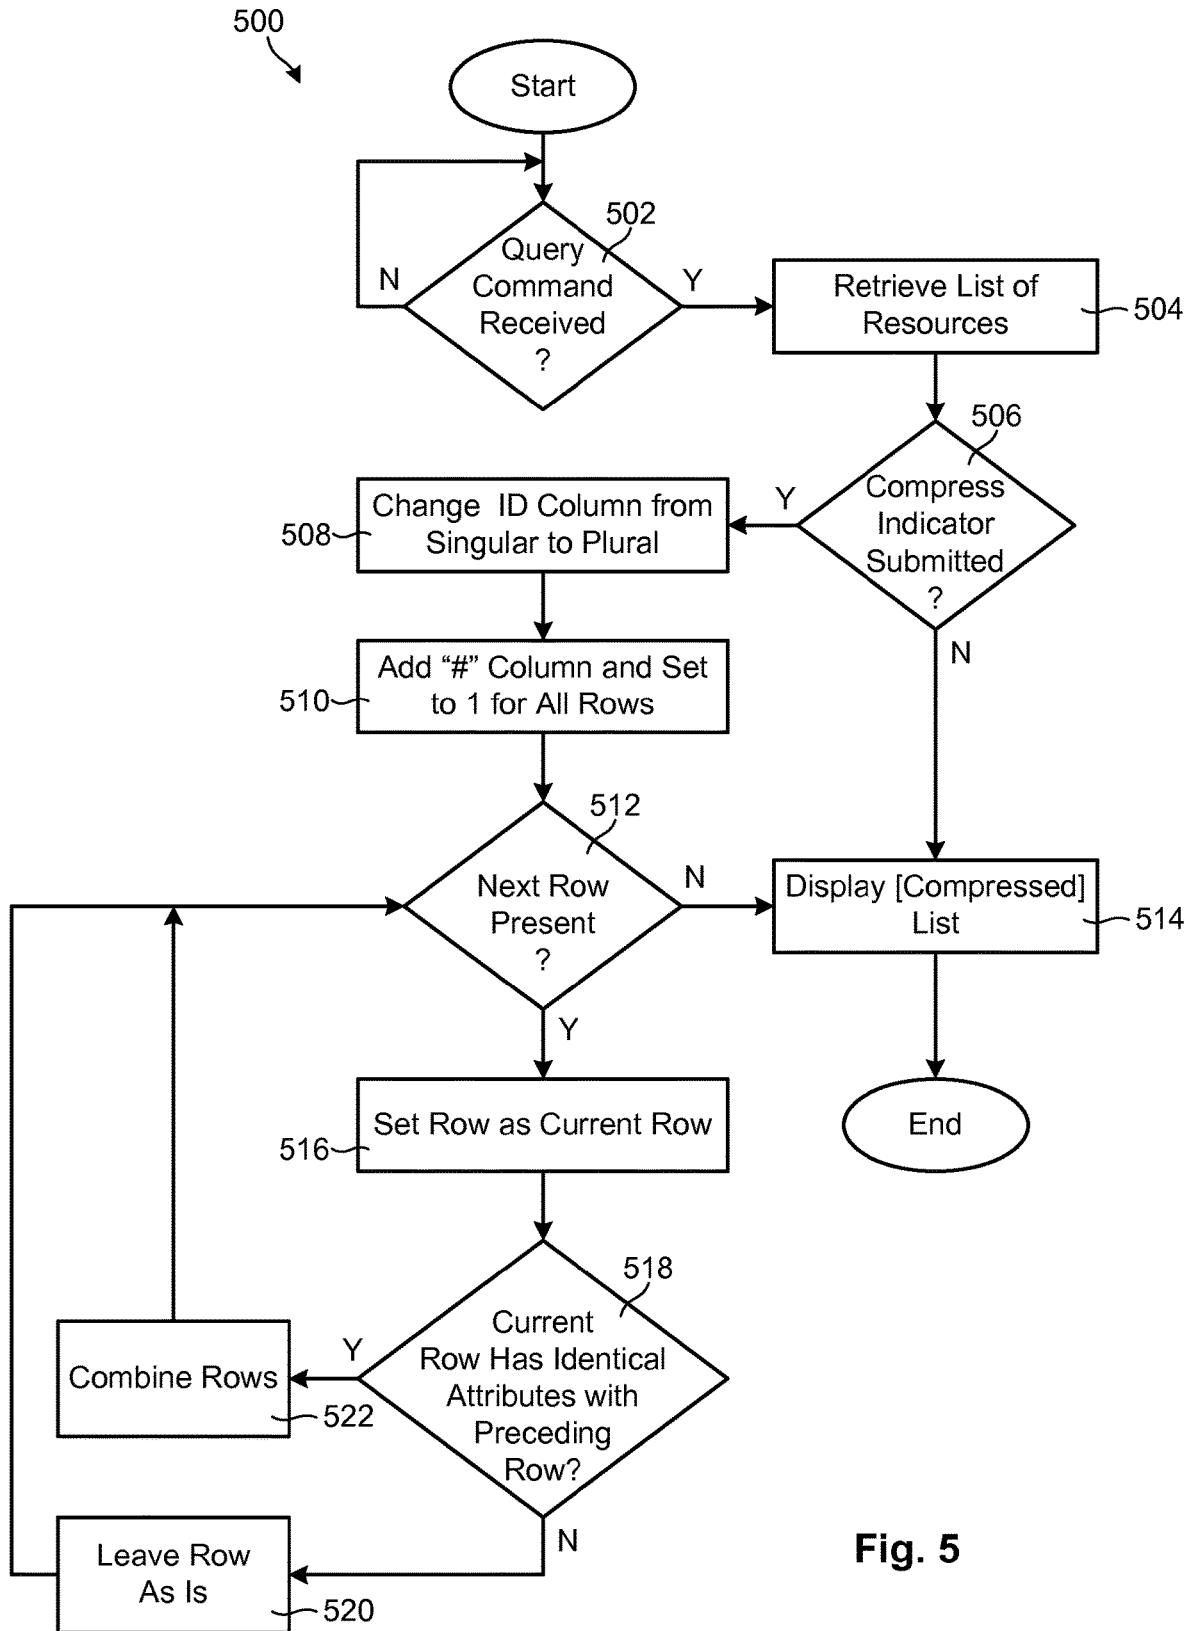 500
Start
502
Query
Command
Received
?
N
Y
Retrieve List of
Resources
504
506
Compress
Indicator
Submitted
?
Y
N
Change  ID Column from
Singular to Plural
508
Add “#” Column and Set
to 1 for All Rows
510
512
Next Row
Present
?
N
Y
Display [Compressed]
List
514
Set Row as Current Row
516
End
518
Current
Row Has Identical
Attributes with
Preceding
Row?
Y
N
Combine Rows
522
Leave Row
As Is
520
Fig. 5